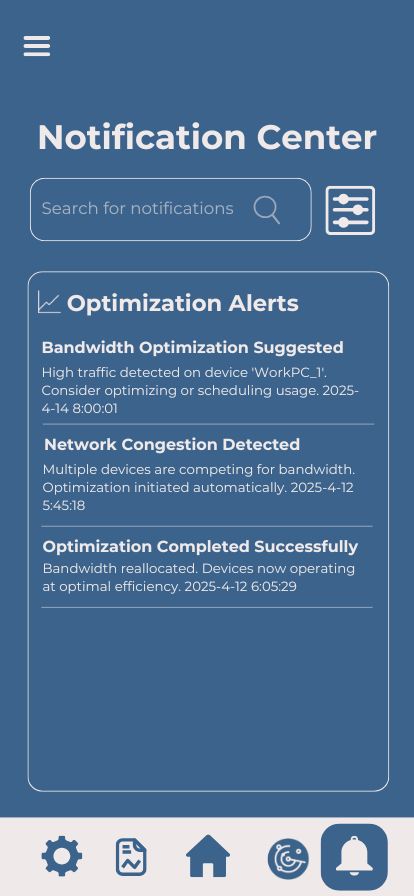 Notification Center
Search for notifications
Optimization Alerts
Bandwidth Optimization Suggested
High traffic detected on device 'WorkPC_1'.
Consider optimizing or scheduling usage. 2025-
4-14 8:00:01
Network Congestion Detected
Multiple devices are competing for bandwidth.
Optimization initiated automatically. 2025-4-12
5:45:18
Optimization Completed Successfully
Bandwidth reallocated. Devices now operating
at optimal efficiency. 2025-4-12 6:05:29